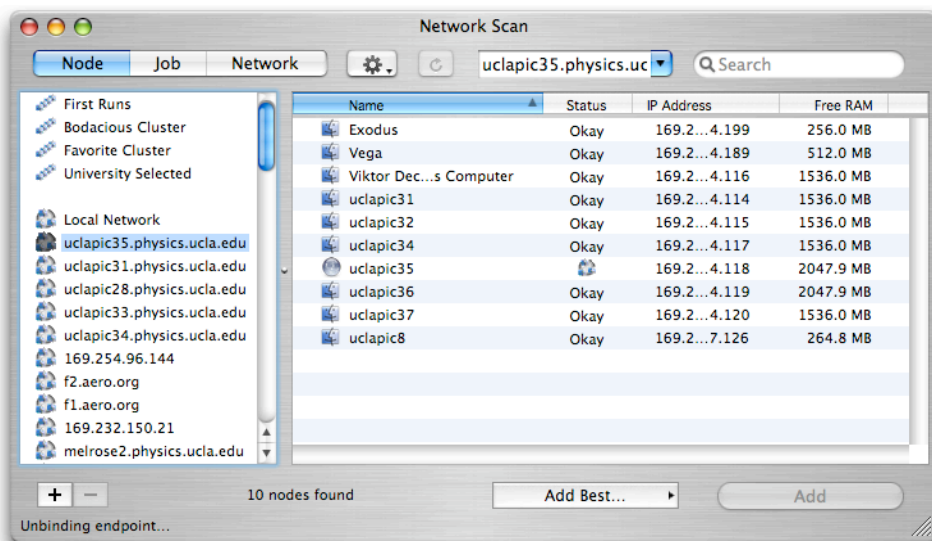 Network Scan
Node Job Network uclapic35.physics.uc Search
First Runs
Bodacious Cluster
Favorite Cluster
University Selected
Local Network
uclapic35.physics.ucla.edu
uclapic31.physics.ucla.edu
uclapic28.physics.ucla.edu
uclapic33.physics.ucla.edu
uclapic34.physics.ucla.edu
169.254.96.144
f2.aero.org
f1.aero.org
169.232.150.21
melrose2.physics.ucla.edu
Name Status IP Address Free RAM
Exodus Okay 169.2...4.199 256.0 MB
Vega Okay 169.2...4.189 512.0 MB
Viktor Dec...s Computer Okay 169.2...4.116 1536.0 MB
uclapic31 Okay 169.2...4.114 1536.0 MB
uclapic32 Okay 169.2...4.115 1536.0 MB
uclapic34 Okay 169.2...4.117 1536.0 MB
uclapic35 169.2...4.118 2047.9 MB
uclapic36 Okay 169.2...4.119 2047.9 MB
uclapic37 Okay 169.2...4.120 1536.0 MB
uclapic8 Okay 169.2...7.126 264.8 MB
+ − 10 nodes found Add Best... Add
Unbinding endpoint...